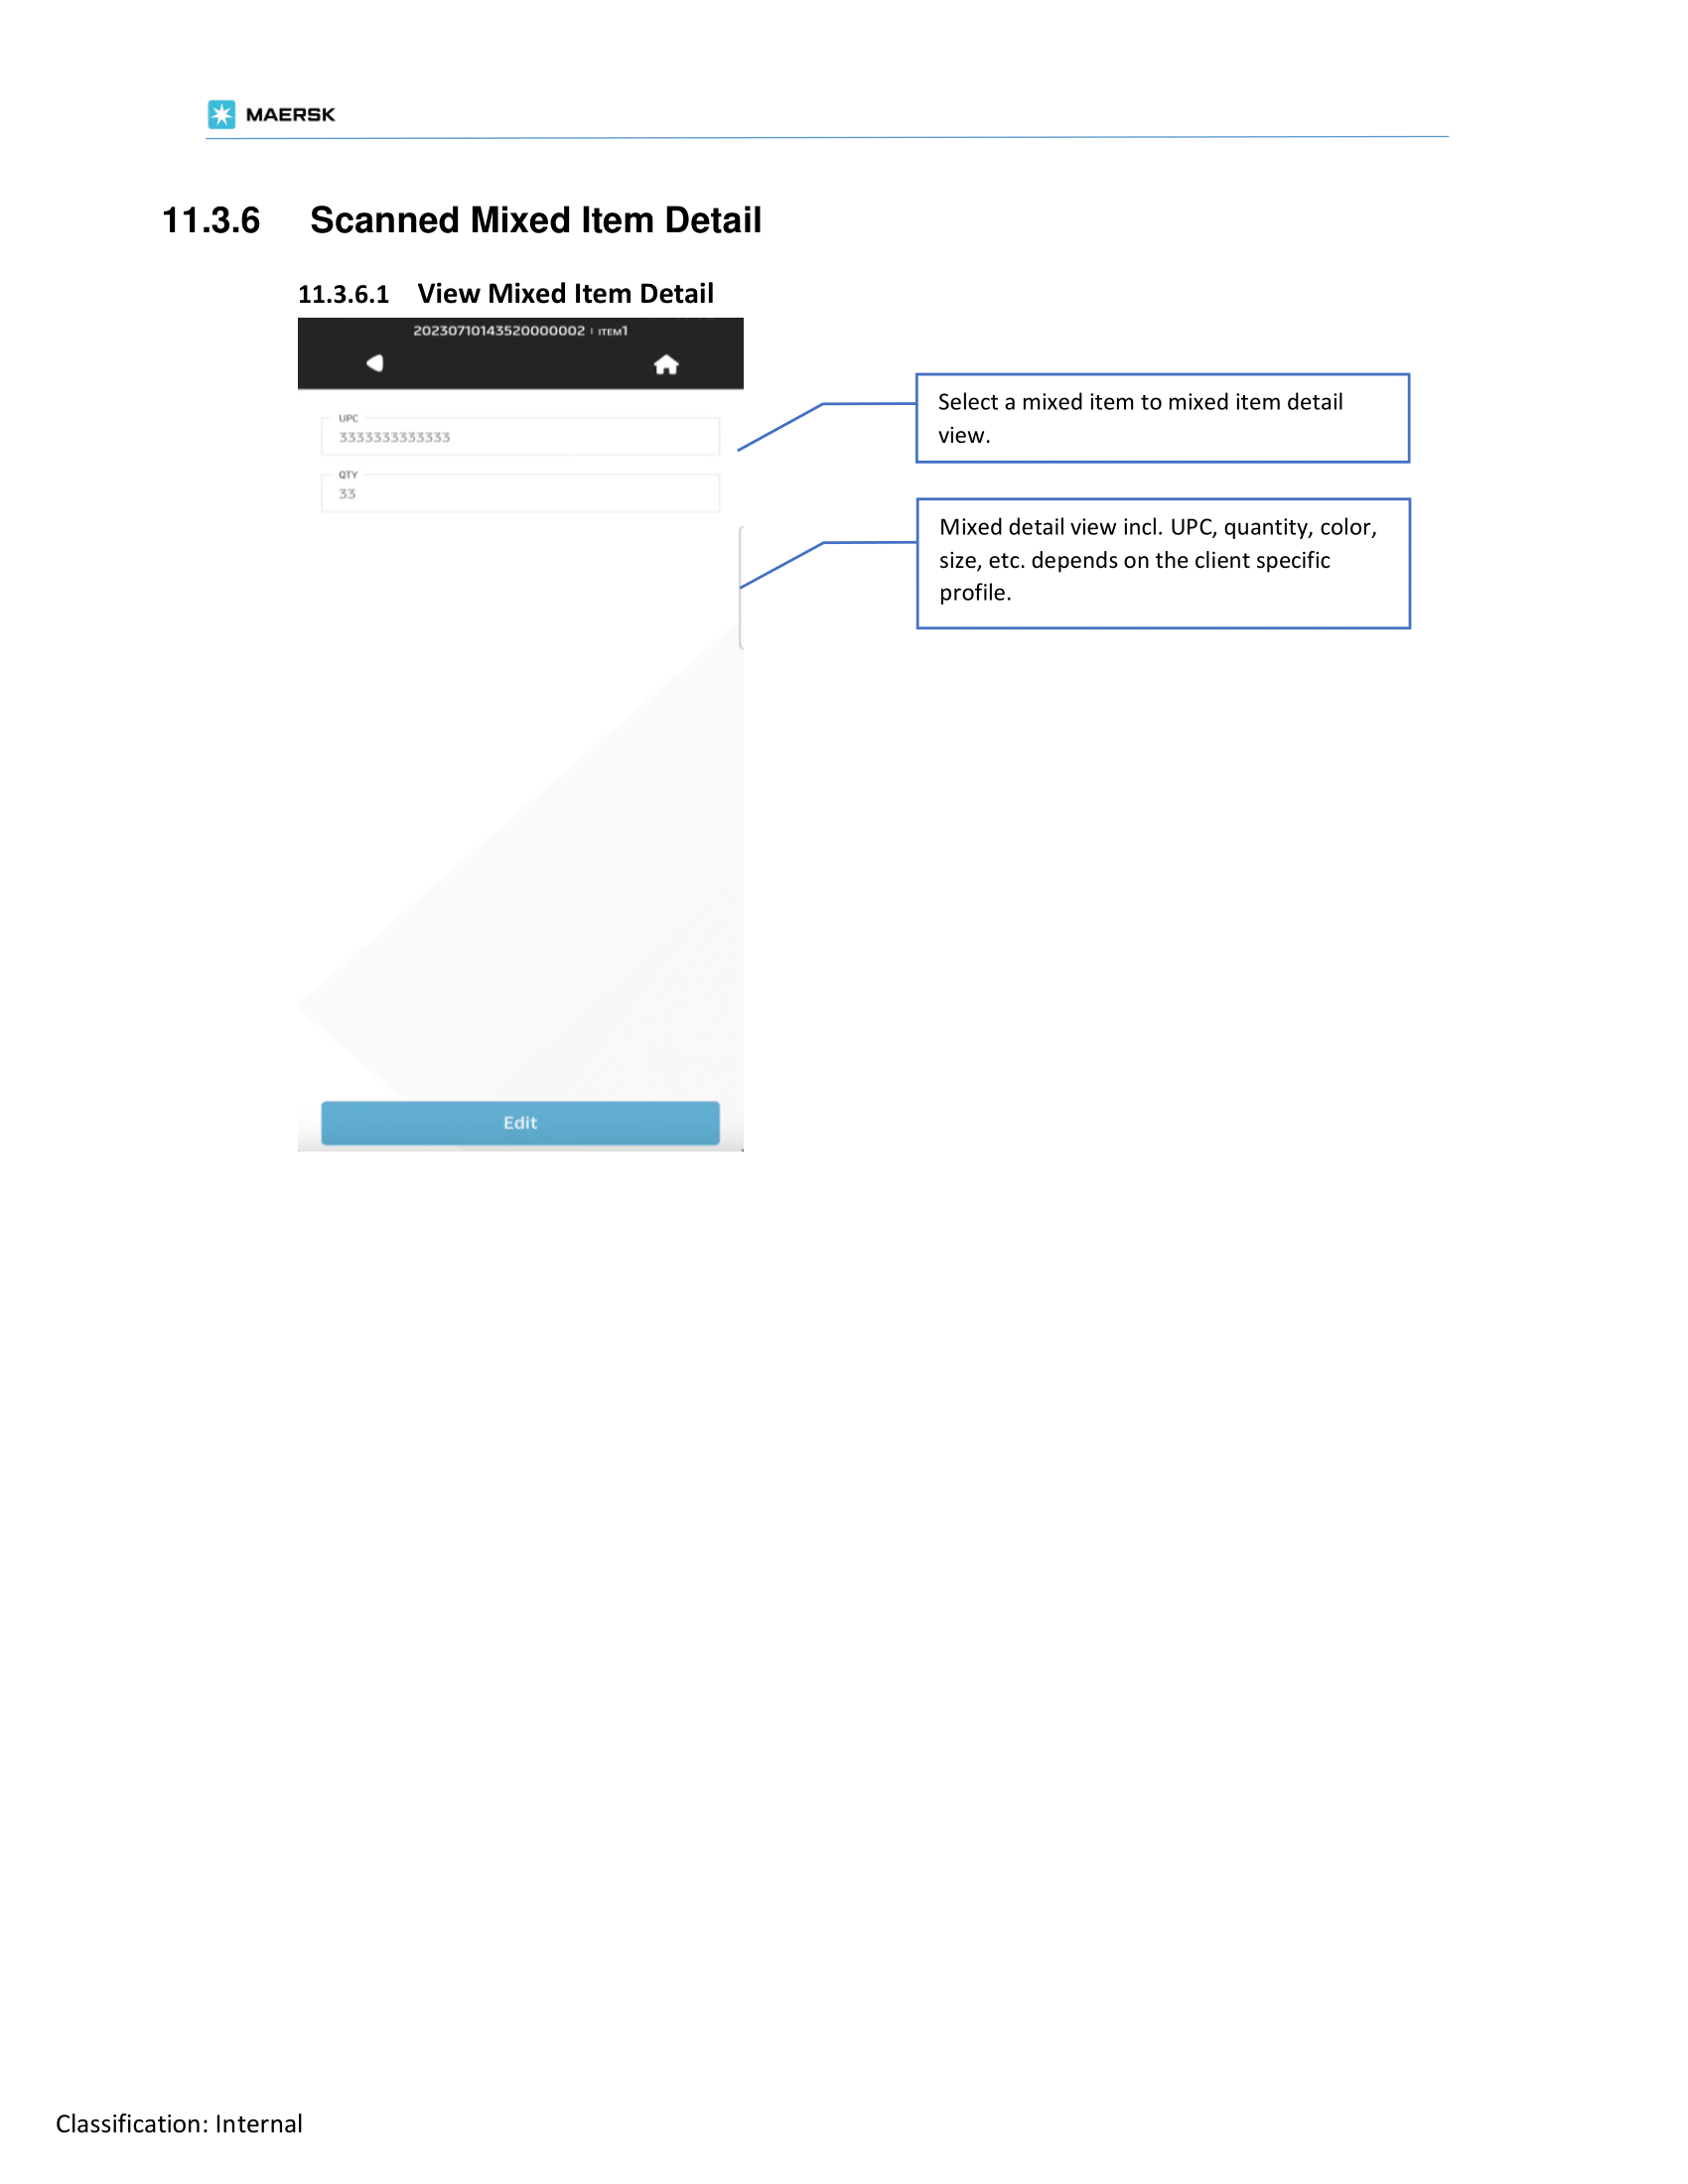 MAERSK
11.3.6 Scanned Mixed Item Detail
11.3.6.1 View Mixed Item Detail
20230710143520000002 | ITEM1
UPC
3333333333333
QTY
33
Edit
Select a mixed item to mixed item detail
view.
Mixed detail view incl. UPC, quantity, color,
size, etc. depends on the client specific
profile.
Classification: Internal